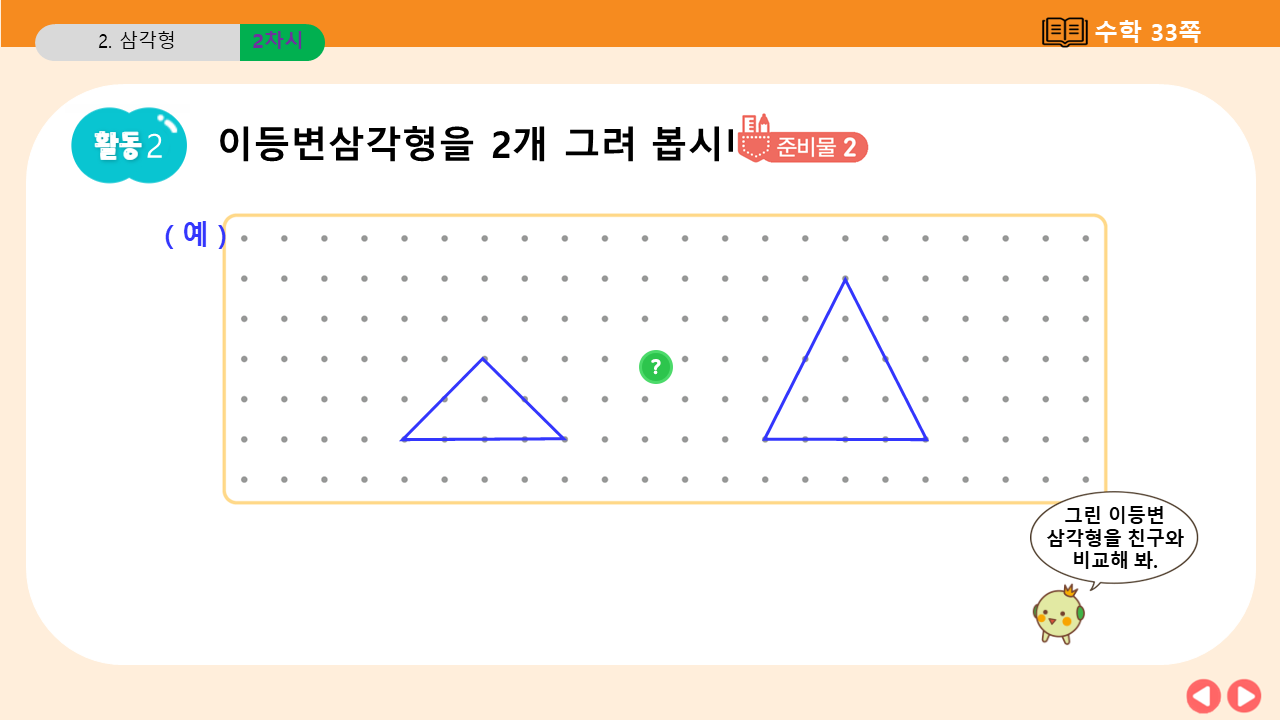 2. 삼각형
2차시
수학 33쪽
활동 2
이등변삼각형을 2개 그려 봅시
준비물 2
( 예 )
?
그린 이등변
삼각형을 친구와
비교해 봐.